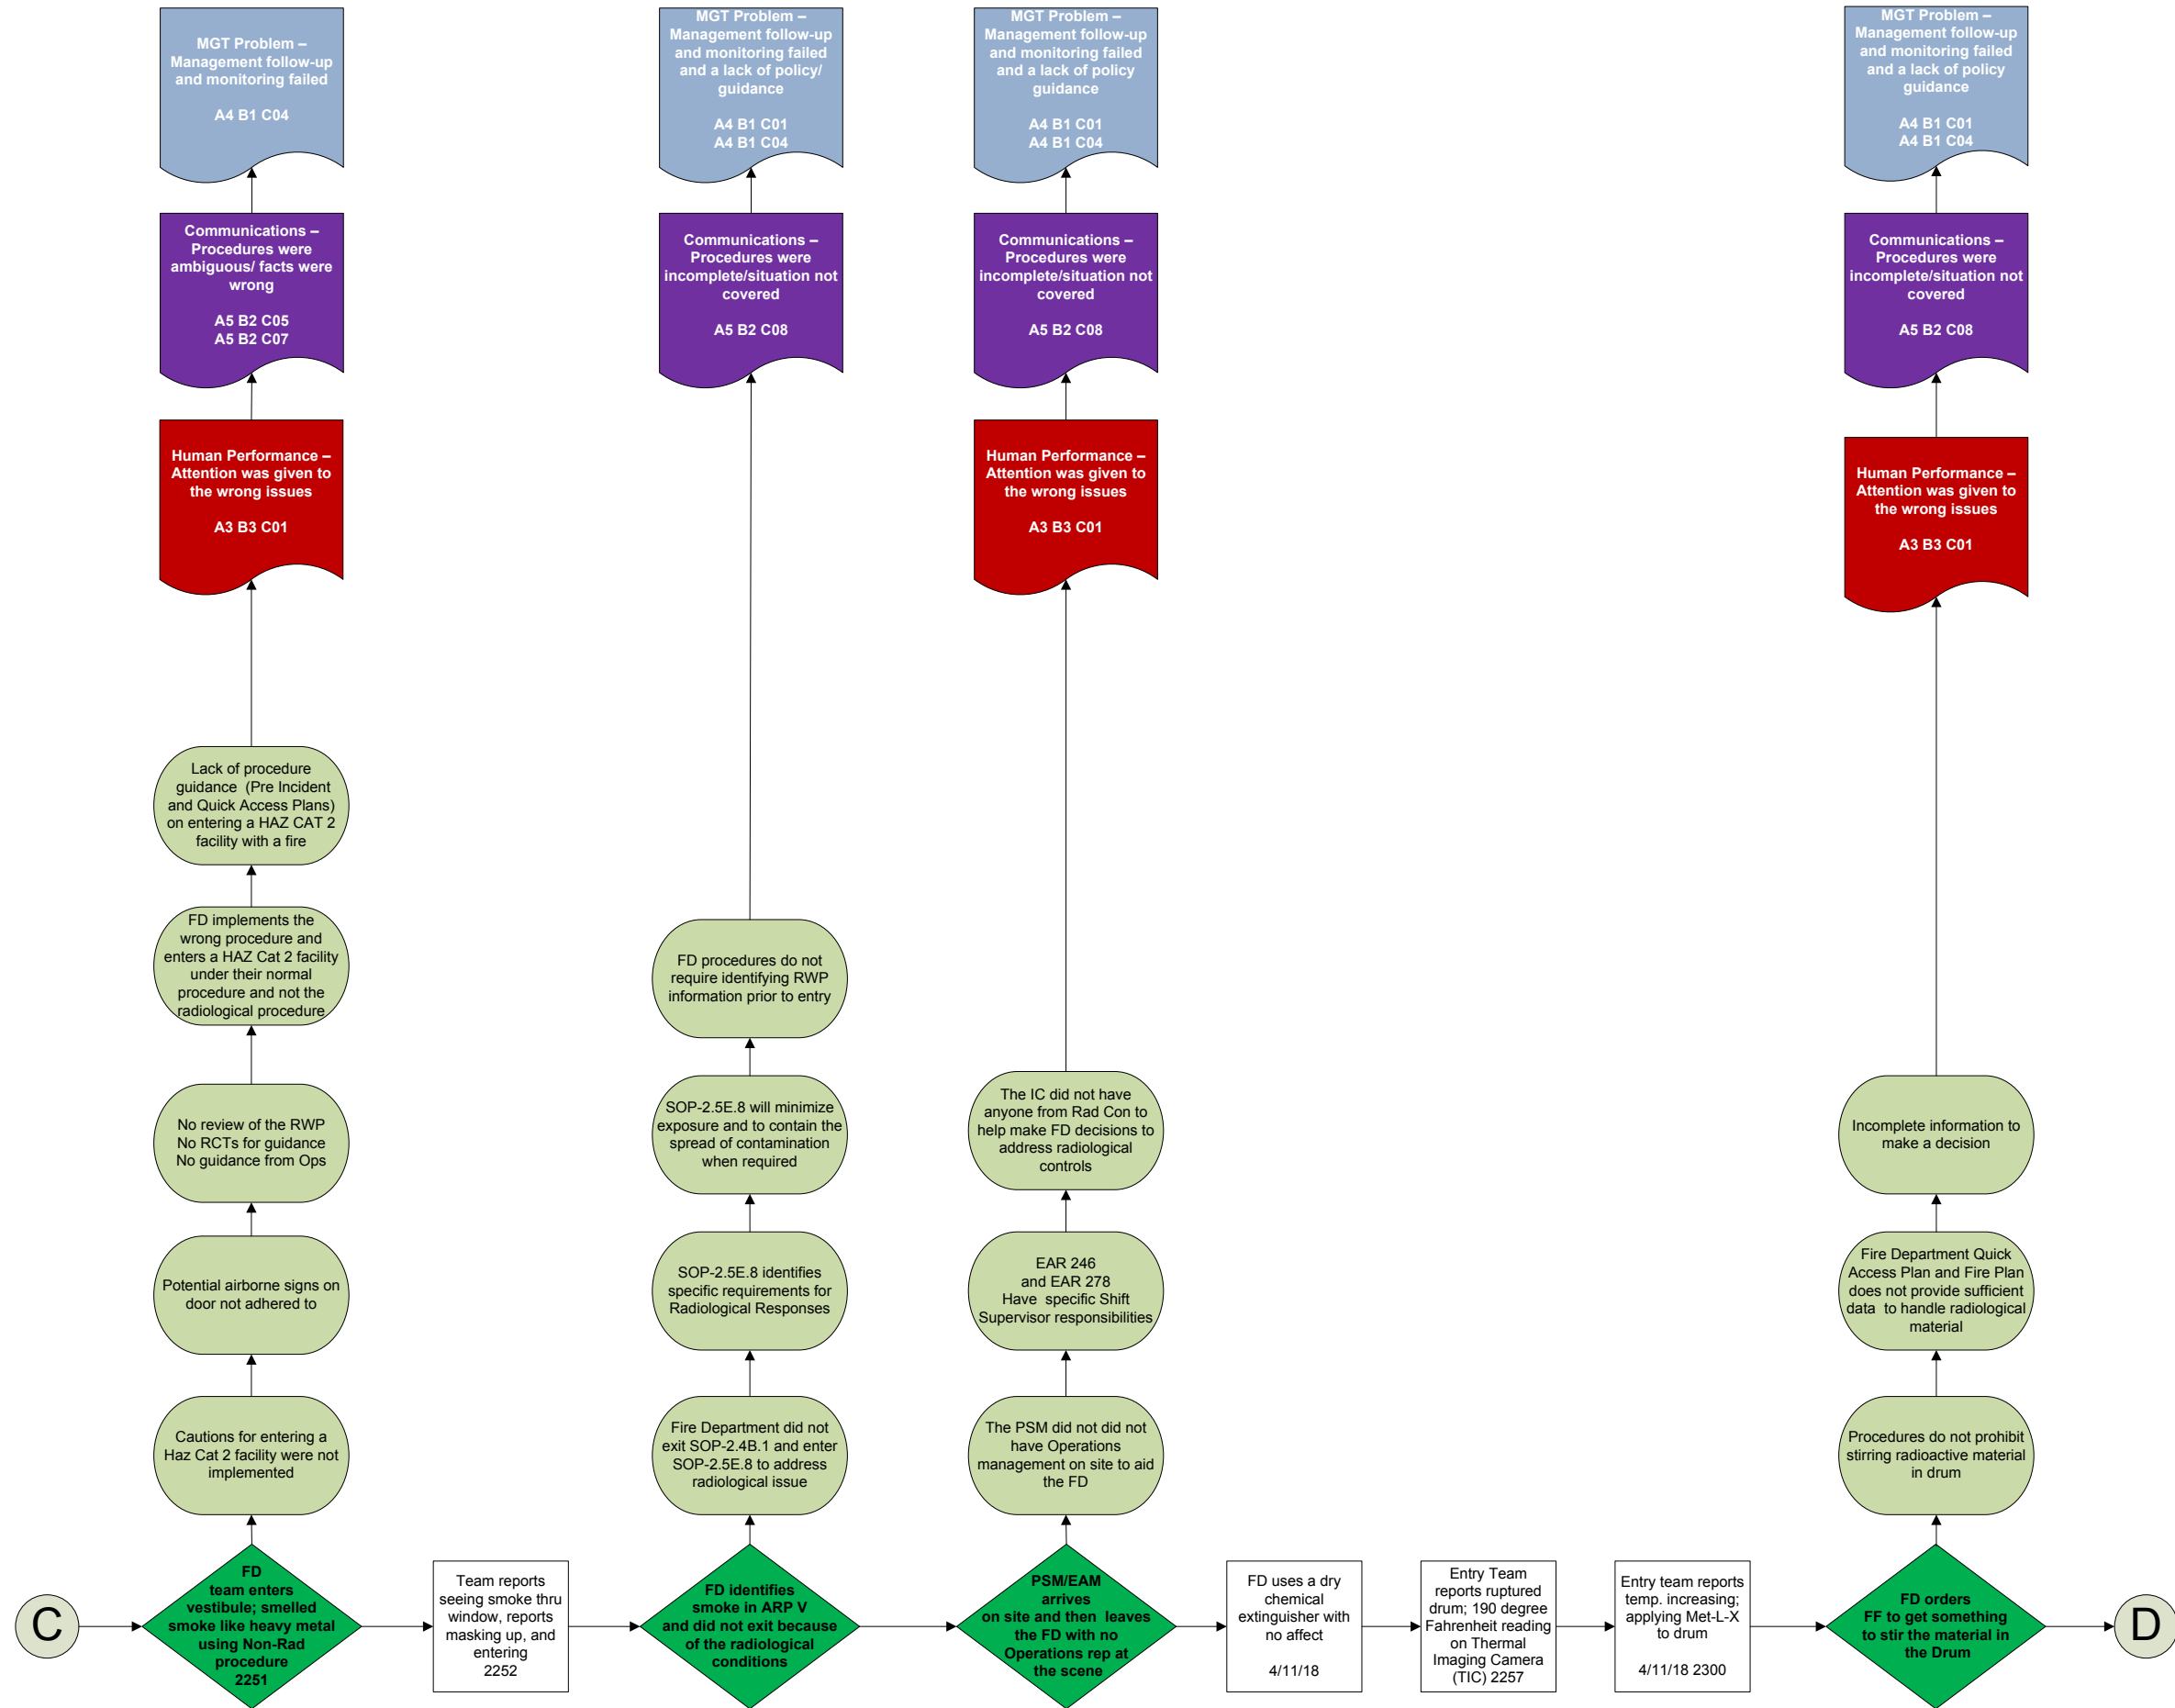 MGT Problem –
Management follow-up
and monitoring failed
A4 B1 C04
MGT Problem –
Management follow-up
and monitoring failed
and a lack of policy/
guidance
A4 B1 C01
A4 B1 C04
MGT Problem –
Management follow-up
and monitoring failed
and a lack of policy
guidance
A4 B1 C01
A4 B1 C04
MGT Problem –
Management follow-up
and monitoring failed
and a lack of policy
guidance
A4 B1 C01
A4 B1 C04
Communications –
Procedures were
ambiguous/ facts were
wrong
A5 B2 C05
A5 B2 C07
Communications –
Procedures were
incomplete/situation not
covered
A5 B2 C08
Communications –
Procedures were
incomplete/situation not
covered
A5 B2 C08
Communications –
Procedures were
incomplete/situation not
covered
A5 B2 C08
Human Performance –
Attention was given to
the wrong issues
A3 B3 C01
Human Performance –
Attention was given to
the wrong issues
A3 B3 C01
Human Performance –
Attention was given to
the wrong issues
A3 B3 C01
Lack of procedure
guidance (Pre Incident
and Quick Access Plans)
on entering a HAZ CAT 2
facility with a fire
FD implements the
wrong procedure and
enters a HAZ Cat 2 facility
under their normal
procedure and not the
radiological procedure
FD procedures do not
require identifying RWP
information prior to entry
No review of the RWP
No RCTs for guidance
No guidance from Ops
SOP-2.5E.8 will minimize
exposure and to contain the
spread of contamination
when required
The IC did not have
anyone from Rad Con to
help make FD decisions to
address radiological
controls
Incomplete information to
make a decision
Potential airborne signs on
door not adhered to
SOP-2.5E.8 identifies
specific requirements for
Radiological Responses
EAR 246
and EAR 278
Have specific Shift
Supervisor responsibilities
Fire Department Quick
Access Plan and Fire Plan
does not provide sufficient
data to handle radiological
material
Cautions for entering a
Haz Cat 2 facility were not
implemented
Fire Department did not
exit SOP-2.4B.1 and enter
SOP-2.5E.8 to address
radiological issue
The PSM did not did not
have Operations
management on site to aid
the FD
Procedures do not prohibit
stirring radioactive material
in drum
C
FD
team enters
vestibule; smelled
smoke like heavy metal
using Non-Rad
procedure
2251
Team reports
seeing smoke thru
window, reports
masking up, and
entering
2252
FD identifies
smoke in ARP V
and did not exit because
of the radiological
conditions
PSM/EAM
arrives
on site and then leaves
the FD with no
Operations rep at
the scene
FD uses a dry
chemical
extinguisher with
no affect
4/11/18
Entry Team
reports ruptured
drum; 190 degree
Fahrenheit reading
on Thermal
Imaging Camera
(TIC) 2257
Entry team reports
temp. increasing;
applying Met-L-X
to drum
4/11/18 2300
FD orders
FF to get something
to stir the material in
the Drum
D